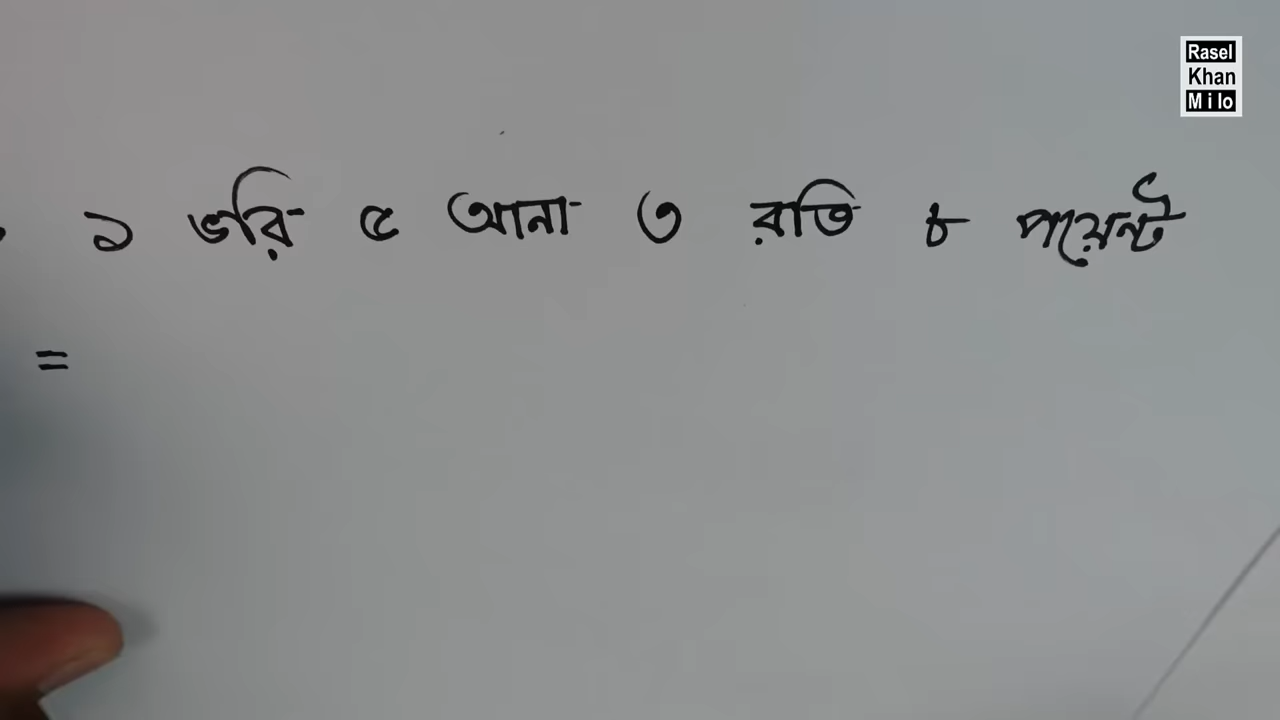 ১ ভরি ৫ আনা ৩ রতি ৮ পয়েন্ট
=
Rasel
Khan
Milo